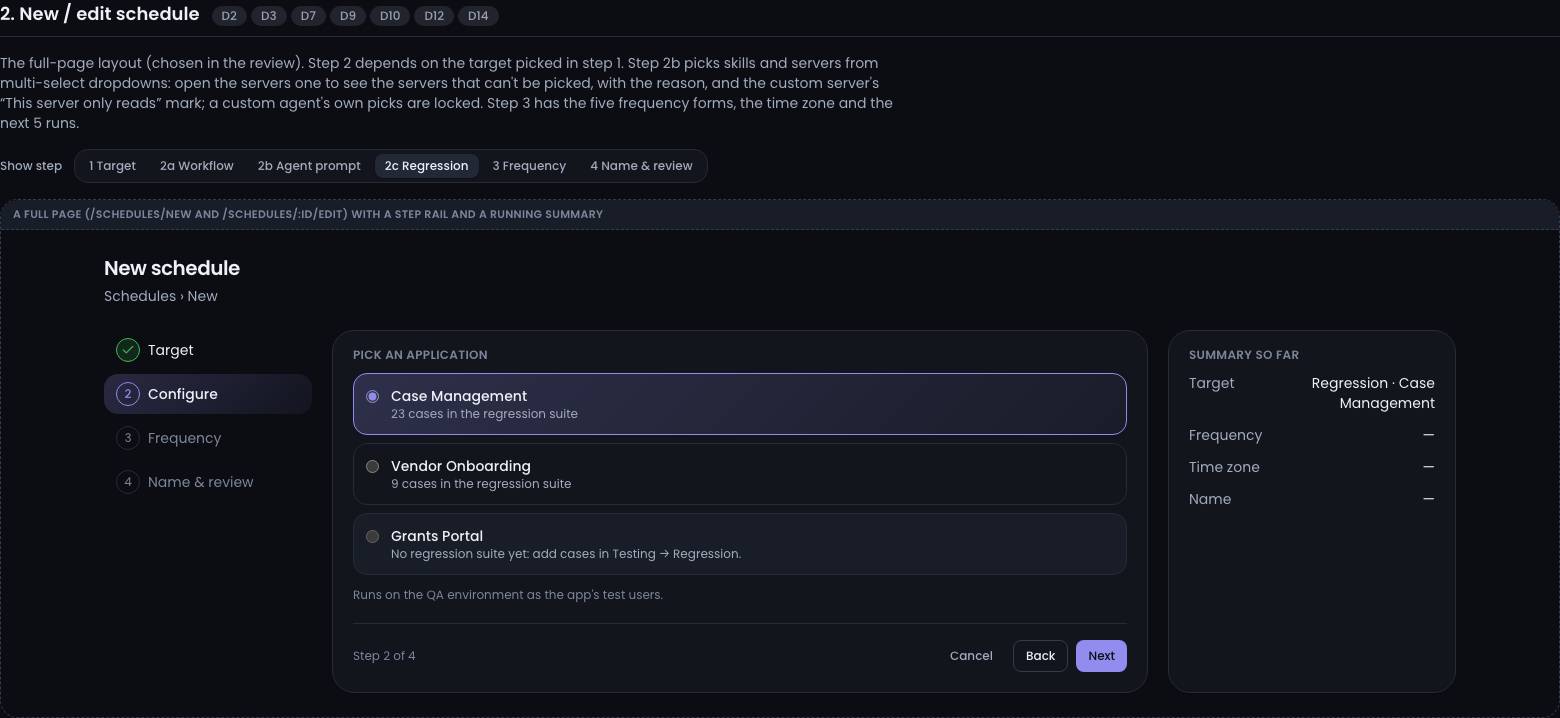 2. New / edit schedule D2 D3 D7 D9 D10 D12 D14
The full-page layout (chosen in the review). Step 2 depends on the target picked in step 1. Step 2b picks skills and servers from
multi-select dropdowns: open the servers one to see the servers that can't be picked, with the reason, and the custom server's
“This server only reads” mark; a custom agent's own picks are locked. Step 3 has the five frequency forms, the time zone and the
next 5 runs.
Show step 1 Target 2a Workflow 2b Agent prompt 2c Regression 3 Frequency 4 Name & review
A FULL PAGE (/SCHEDULES/NEW AND /SCHEDULES/:ID/EDIT) WITH A STEP RAIL AND A RUNNING SUMMARY
New schedule
Schedules › New
Target
2 Configure
3 Frequency
4 Name & review
PICK AN APPLICATION
Case Management
23 cases in the regression suite
Vendor Onboarding
9 cases in the regression suite
Grants Portal
No regression suite yet: add cases in Testing → Regression.
Runs on the QA environment as the app's test users.
Step 2 of 4 Cancel Back Next
SUMMARY SO FAR
Target Regression · Case
Management
Frequency —
Time zone —
Name —